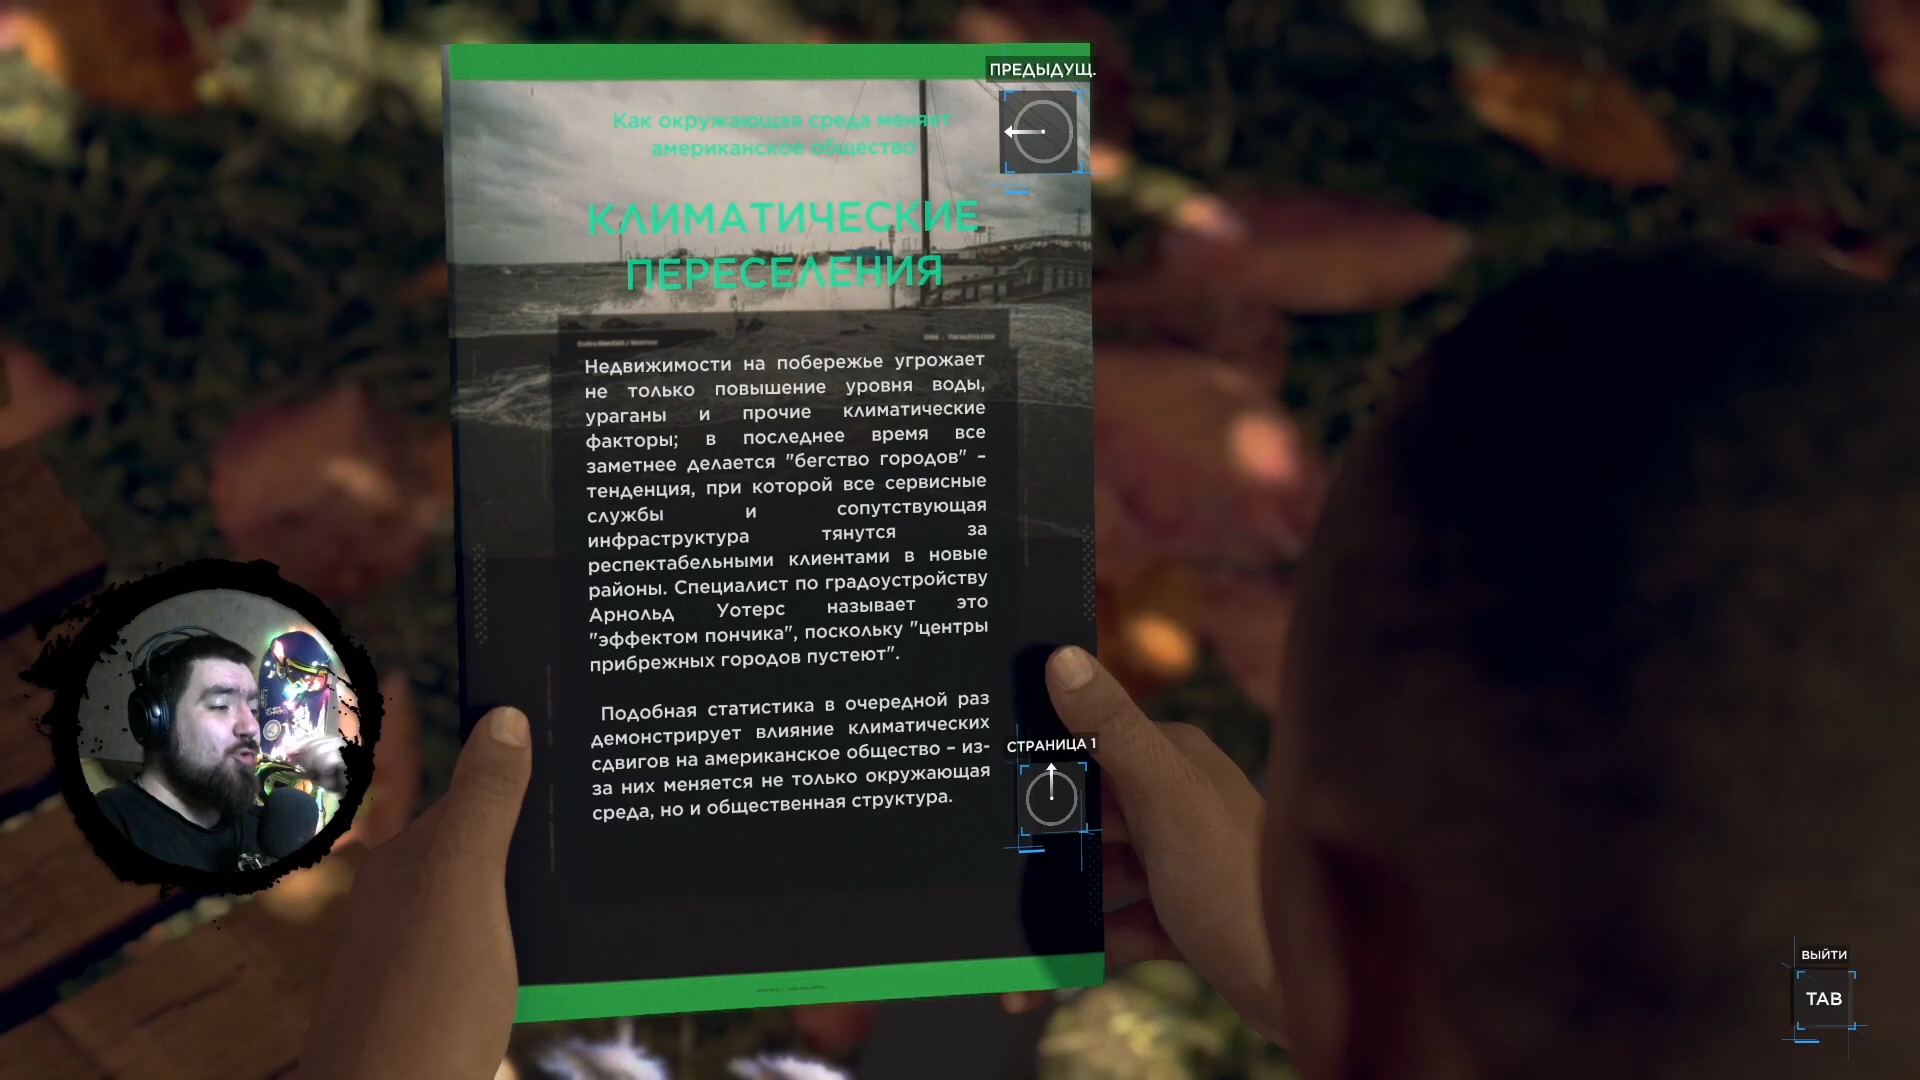 ПРЕДЫДУЩ.
Как окружающая среда меняет
американское общество
КЛИМАТИЧЕСКИЕ
ПЕРЕСЕЛЕНИЯ
Недвижимости на побережье угрожает
не только повышение уровня воды,
ураганы и прочие климатические
факторы; в последнее время все
заметнее делается "бегство городов" –
тенденция, при которой все сервисные
службы и сопутствующая
инфраструктура тянутся за
респектабельными клиентами в новые
районы. Специалист по градоустройству
Арнольд Уотерс называет это
"эффектом пончика", поскольку "центры
прибрежных городов пустеют".
Подобная статистика в очередной раз
демонстрирует влияние климатических
сдвигов на американское общество – из-
за них меняется не только окружающая
среда, но и общественная структура.
СТРАНИЦА 1
ВЫЙТИ
TAB